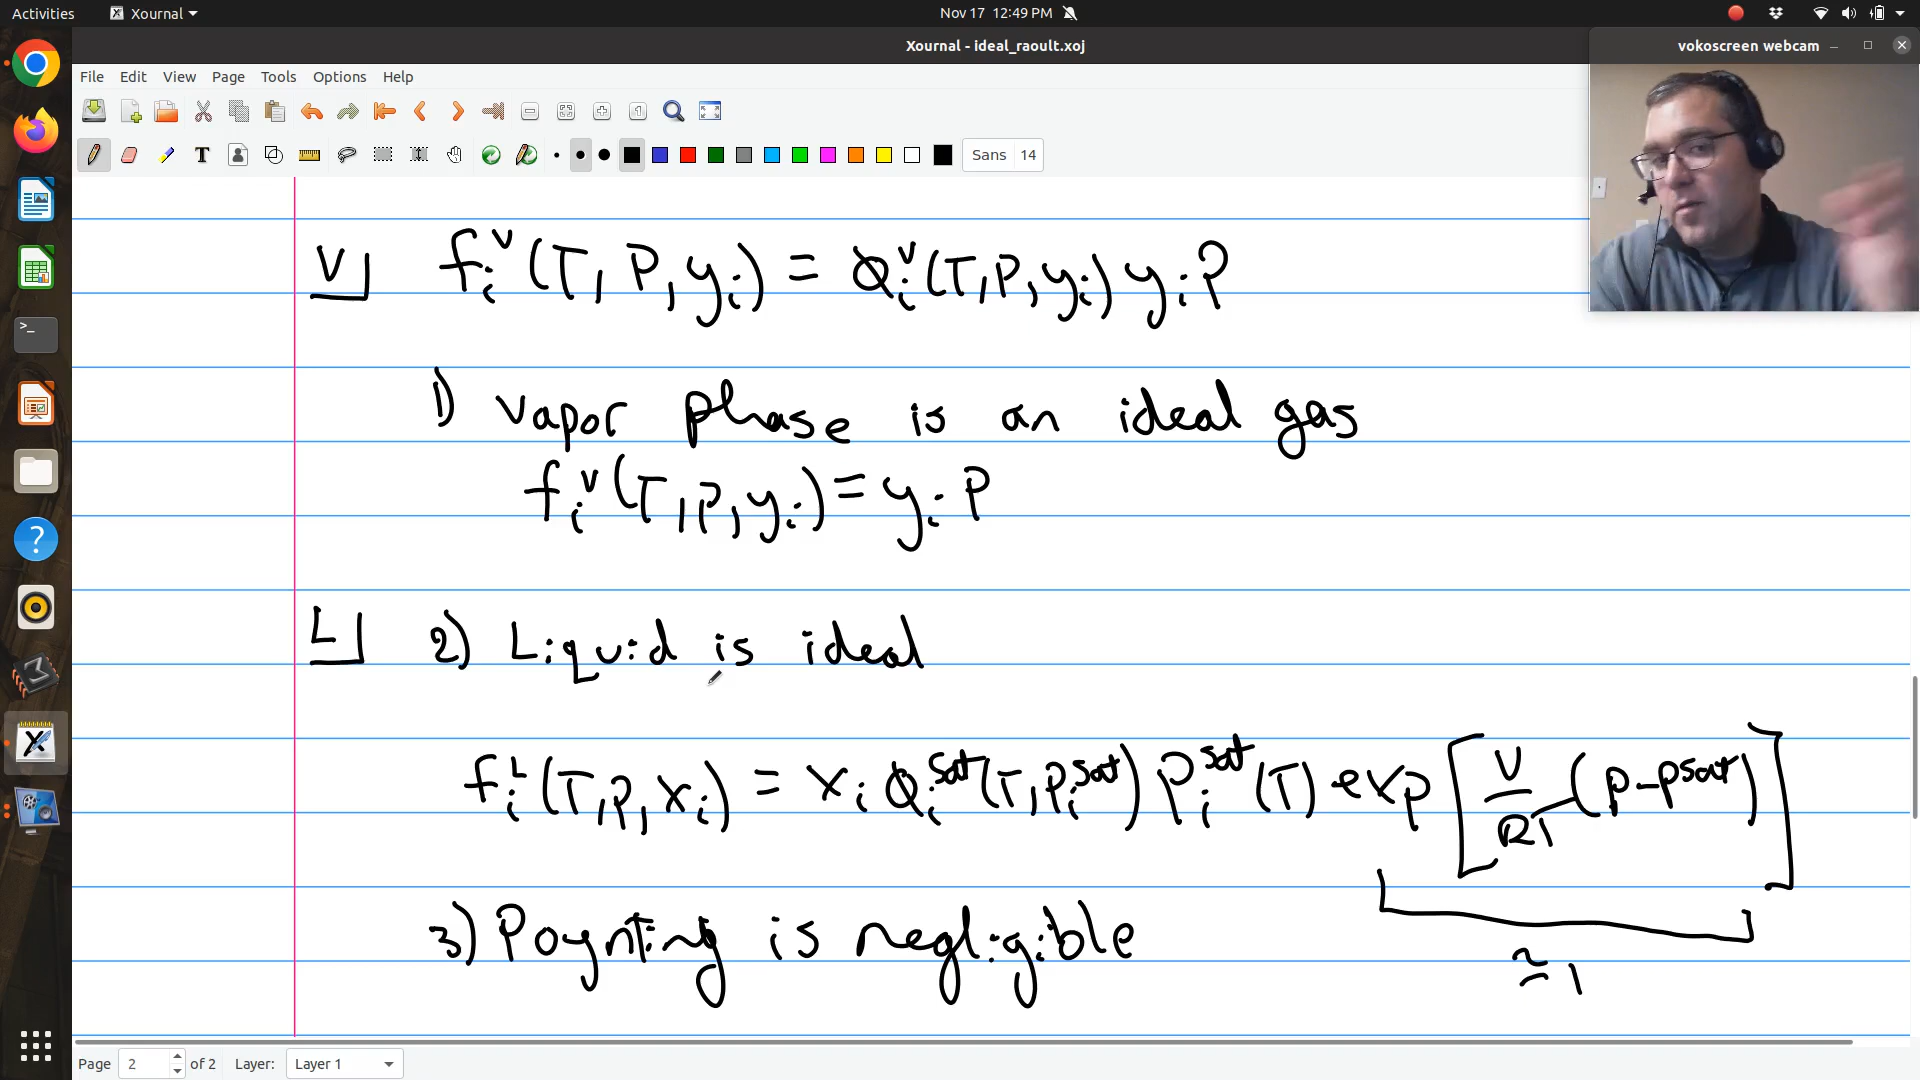 Activities Xournal Nov 17 12:49 PM
Xournal - ideal_raoult.xoj
vokoscreen webcam
File Edit View Page Tools Options Help
T Sans 14
V f_i^V (T, P, y_i) = φ_i^V (T, P, y_i) y_i P
1) vapor phase is an ideal gas
f_i^V (T, P, y_i) = y_i P
L 2) Liquid is ideal
f_i^L (T, P, x_i) = x_i φ_i^sat (T, P_i^sat) P_i^sat (T) exp [V/RT (P-P^sat)]
3) Poynting is negligible
≃ 1
Page 2 of 2 Layer: Layer 1